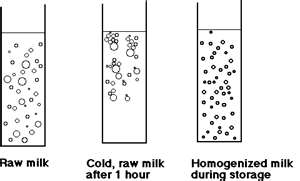 Raw milk
Cold, raw milk
after 1 hour
Homogenized milk
during storage